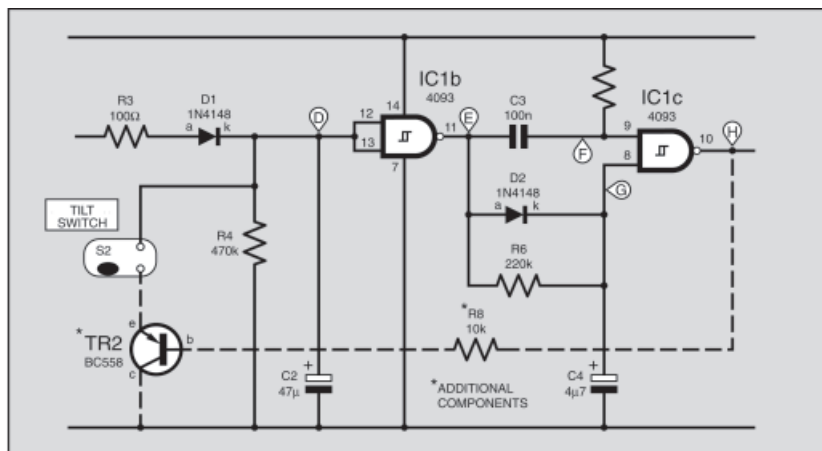 R3
100Ω
D1
1N4148
a
k
D
12
13
14
7
IC1b
4093
11
E
C3
100n
F
9
8
IC1c
4093
10
H
G
D2
1N4148
a
k
R6
220k
TILT
SWITCH
S2
R4
470k
*R8
10k
e
*TR2
BC558
b
c
+
C2
47μ
*ADDITIONAL
COMPONENTS
+
C4
4μ7